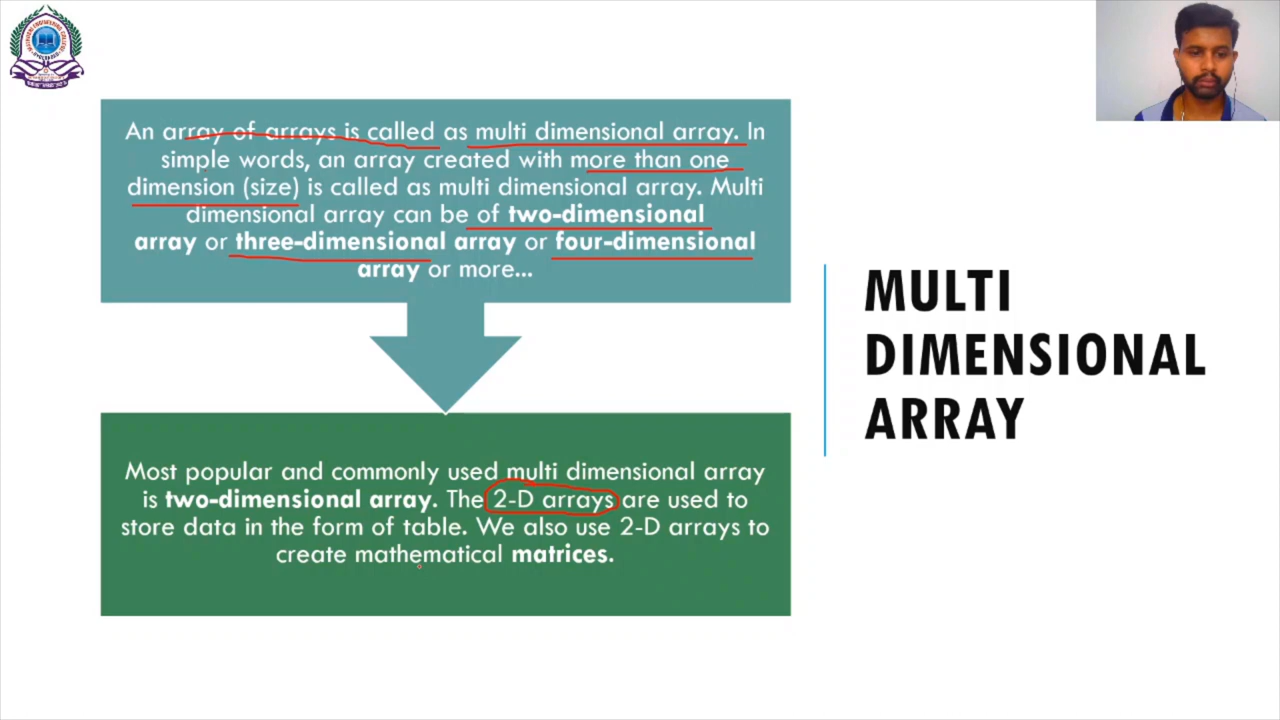 An array of arrays is called as multi dimensional array. In
simple words, an array created with more than one
dimension (size) is called as multi dimensional array. Multi
dimensional array can be of two-dimensional
array or three-dimensional array or four-dimensional
array or more...
Most popular and commonly used multi dimensional array
is two-dimensional array. The 2-D arrays are used to
store data in the form of table. We also use 2-D arrays to
create mathematical matrices.
MULTI
DIMENSIONAL
ARRAY